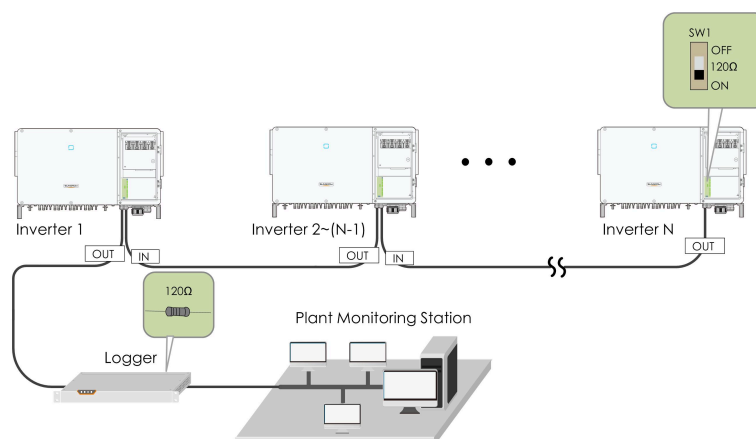 SW1
OFF
120Ω
ON
Inverter 1
Inverter 2~(N-1)
Inverter N
OUT
IN
OUT
IN
OUT
120Ω
Plant Monitoring Station
Logger